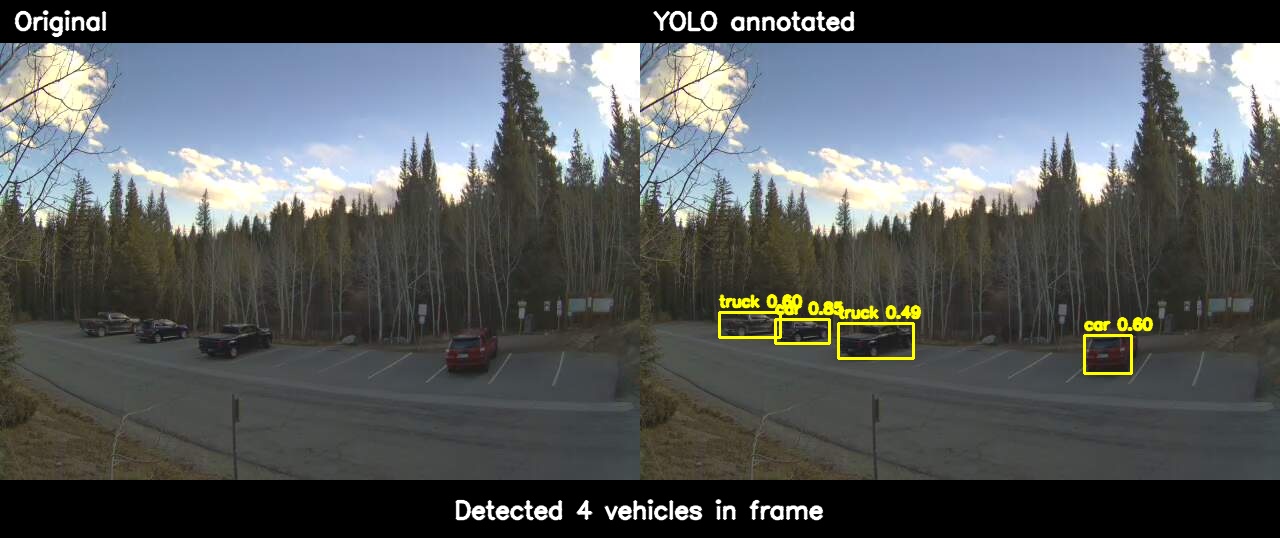 Original
YOLO annotated
truck 0.60
car 0.85
truck 0.49
car 0.60
Detected 4 vehicles in frame